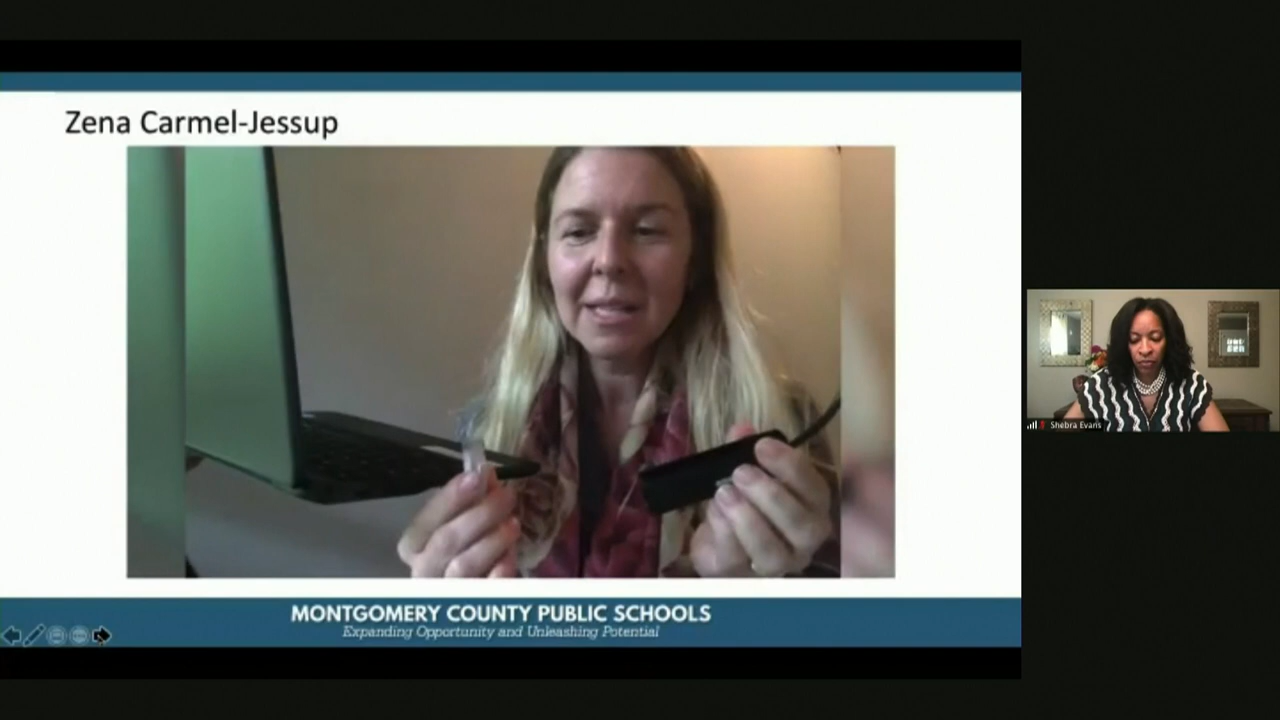 Zena Carmel-Jessup
Shebra Evans
MONTGOMERY COUNTY PUBLIC SCHOOLS
Expanding Opportunity and Unleashing Potential